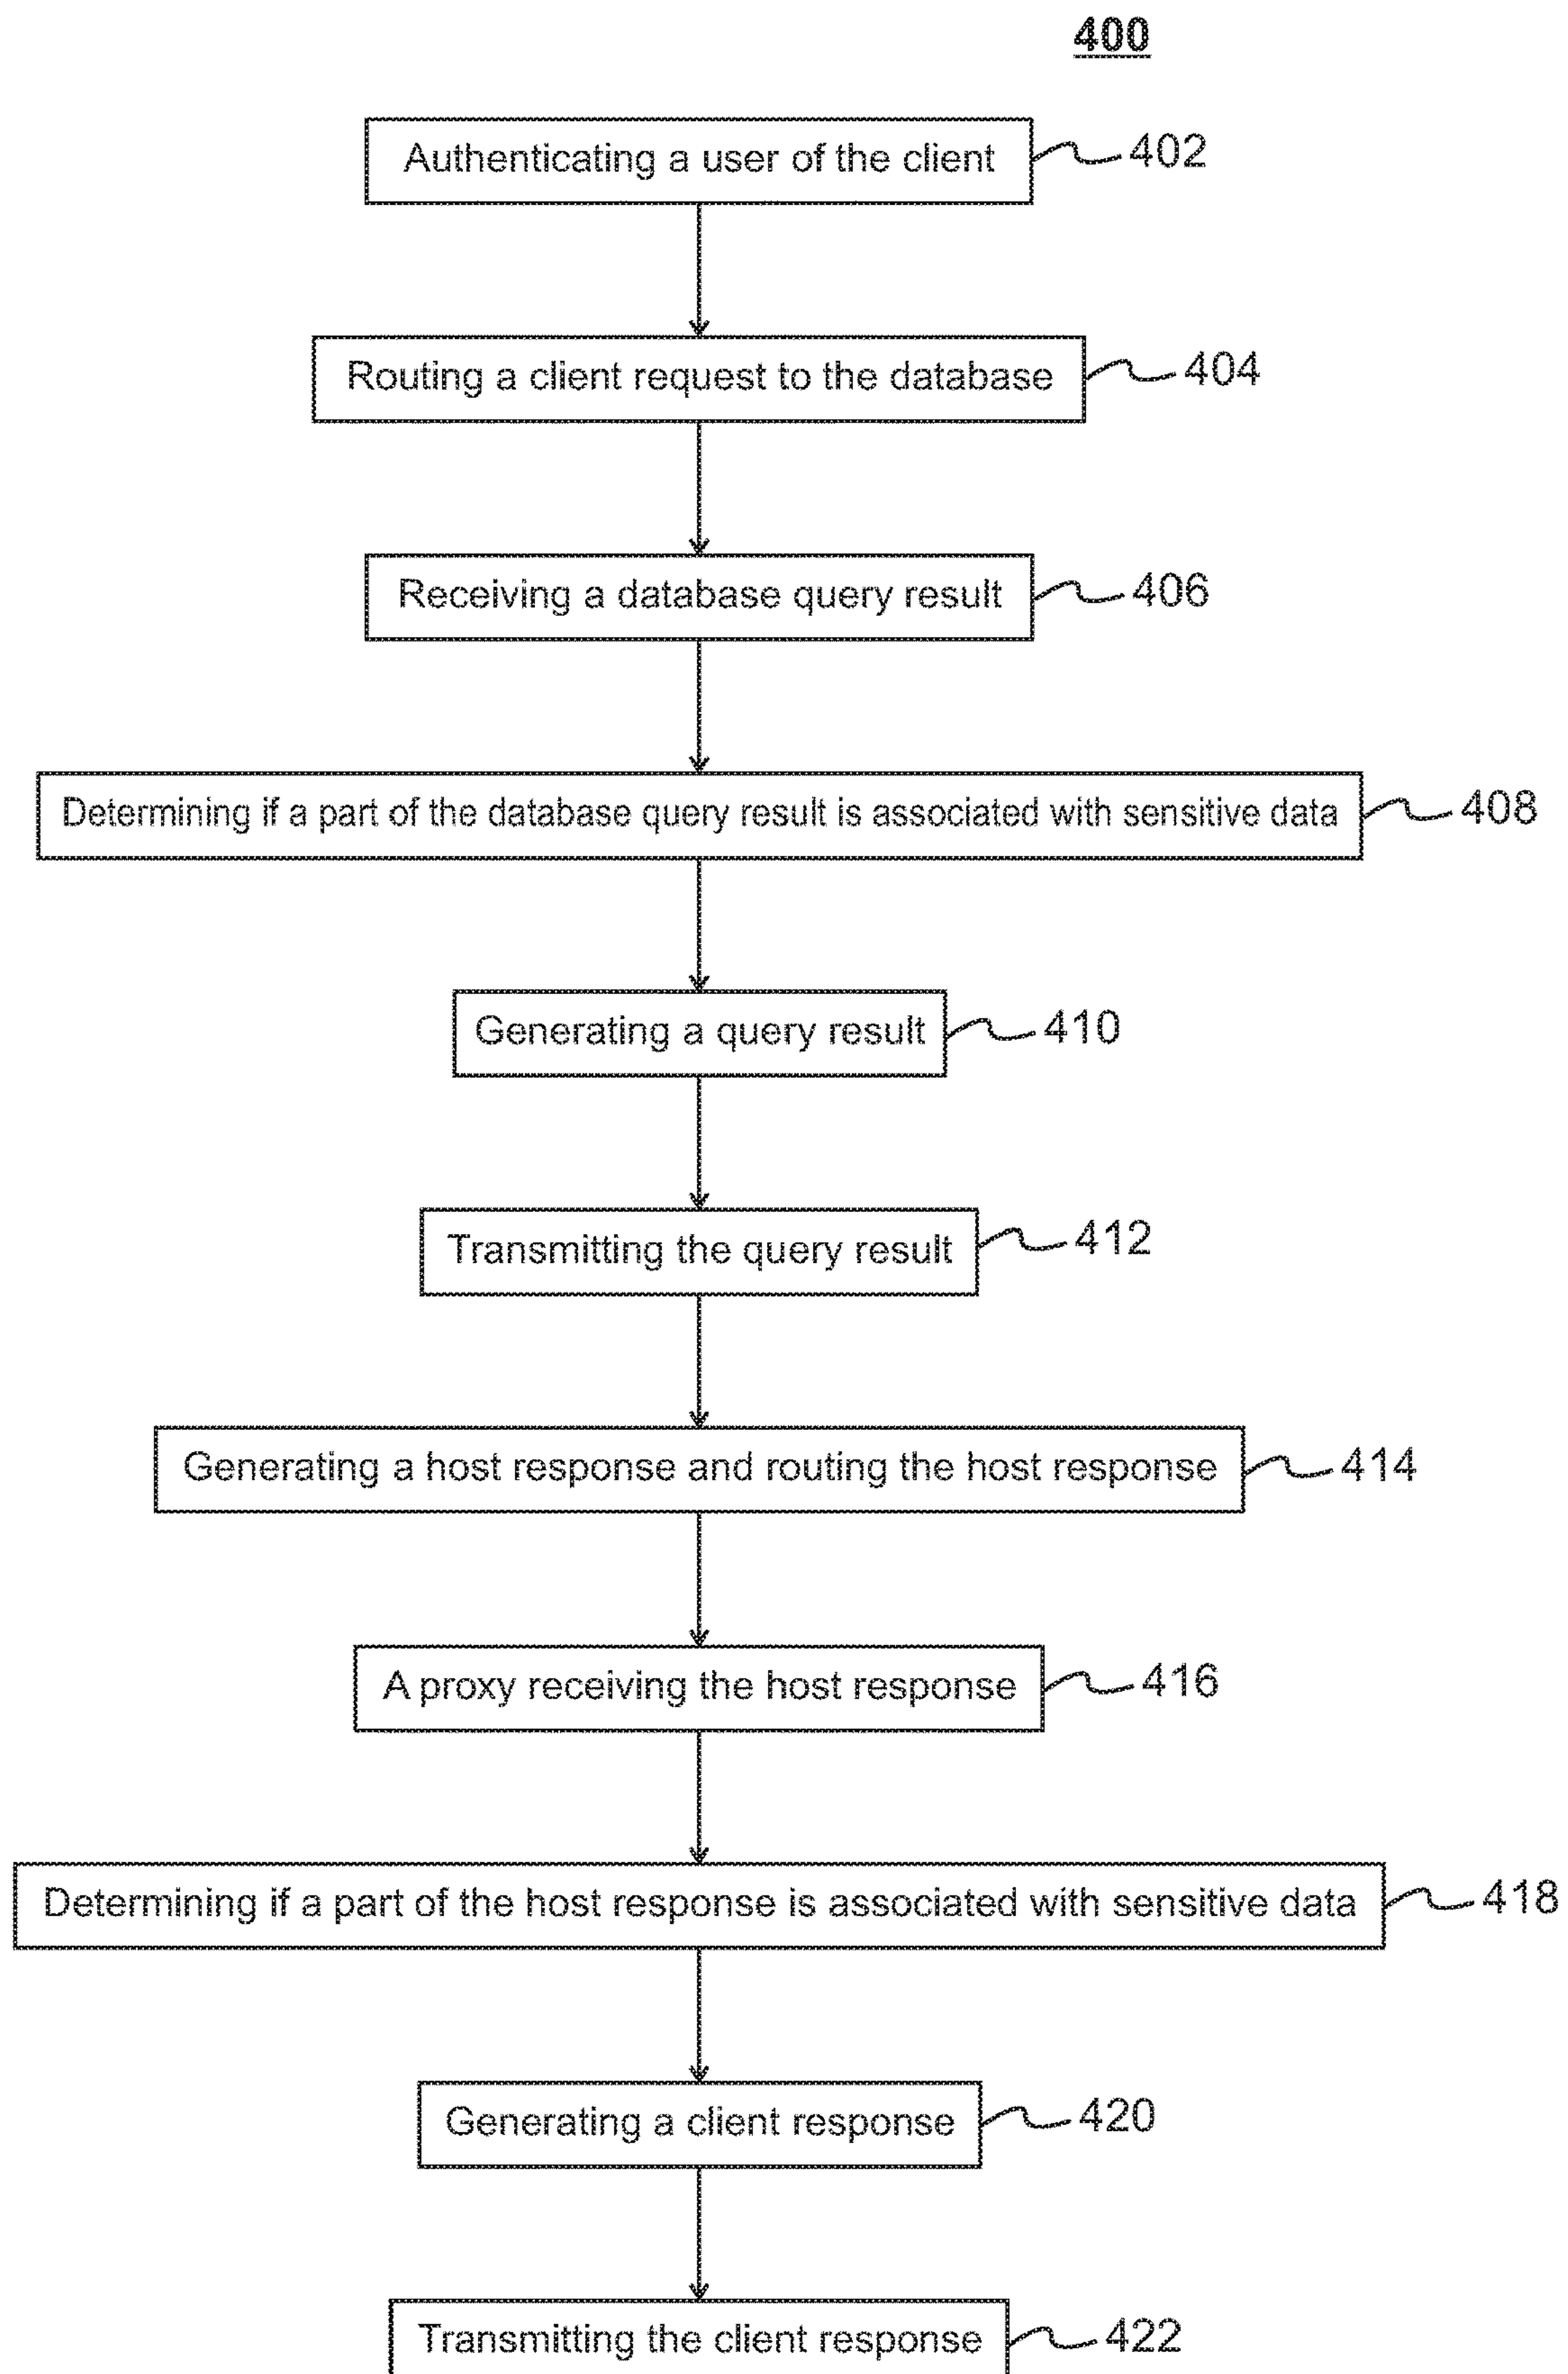 400
Authenticating a user of the client 402
Routing a client request to the database 404
Receiving a database query result 406
Determining if a part of the database query result is associated with sensitive data 408
Generating a query result 410
Transmitting the query result 412
Generating a host response and routing the host response 414
A proxy receiving the host response 416
Determining if a part of the host response is associated with sensitive data 418
Generating a client response 420
Transmitting the client response 422